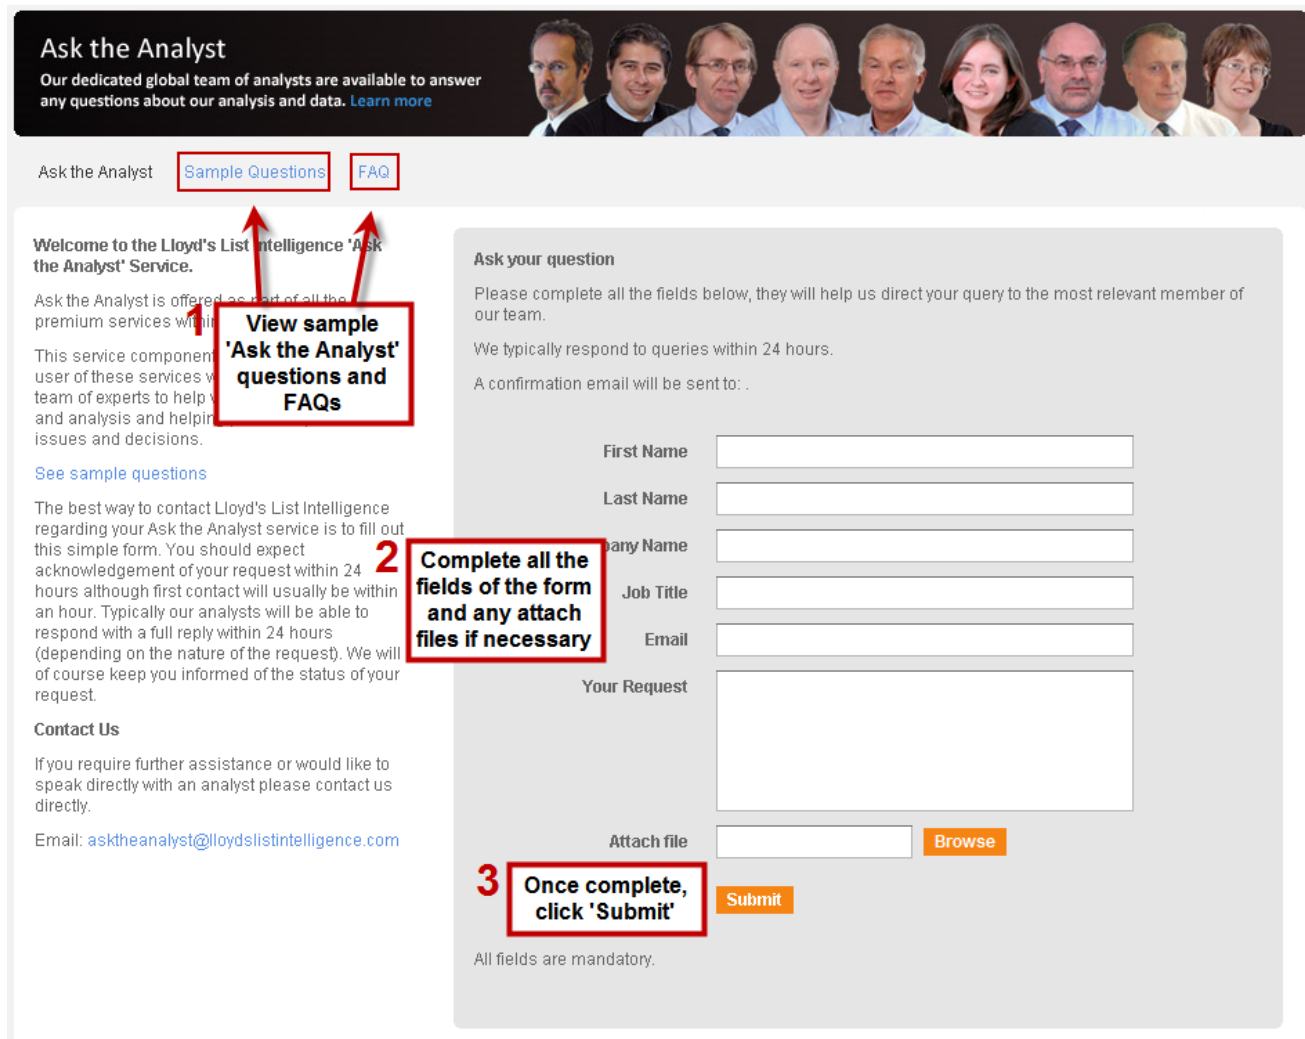 Ask the Analyst
Our dedicated global team of analysts are available to answer
any questions about our analysis and data. Learn more
Ask the Analyst Sample Questions FAQ
Welcome to the Lloyd's List Intelligence 'Ask
the Analyst' Service.
Ask the Analyst is offered as part of all the
premium services within
This service component
user of these services
team of experts to help
and analysis and helping
issues and decisions.
1
View sample
'Ask the Analyst'
questions and
FAQs
See sample questions
The best way to contact Lloyd's List Intelligence
regarding your Ask the Analyst service is to fill out
this simple form. You should expect
acknowledgement of your request within 24
hours although first contact will usually be within
an hour. Typically our analysts will be able to
respond with a full reply within 24 hours
(depending on the nature of the request). We will
of course keep you informed of the status of your
request.
Contact Us
If you require further assistance or would like to
speak directly with an analyst please contact us
directly.
Email: asktheanalyst@lloydslistintelligence.com
Ask your question
Please complete all the fields below, they will help us direct your query to the most relevant member of
our team.
We typically respond to queries within 24 hours.
A confirmation email will be sent to: .
First Name
Last Name
pany Name
Job Title
Email
2
Complete all the
fields of the form
and any attach
files if necessary
Your Request
Attach file Browse
3
Once complete,
click 'Submit'
Submit
All fields are mandatory.